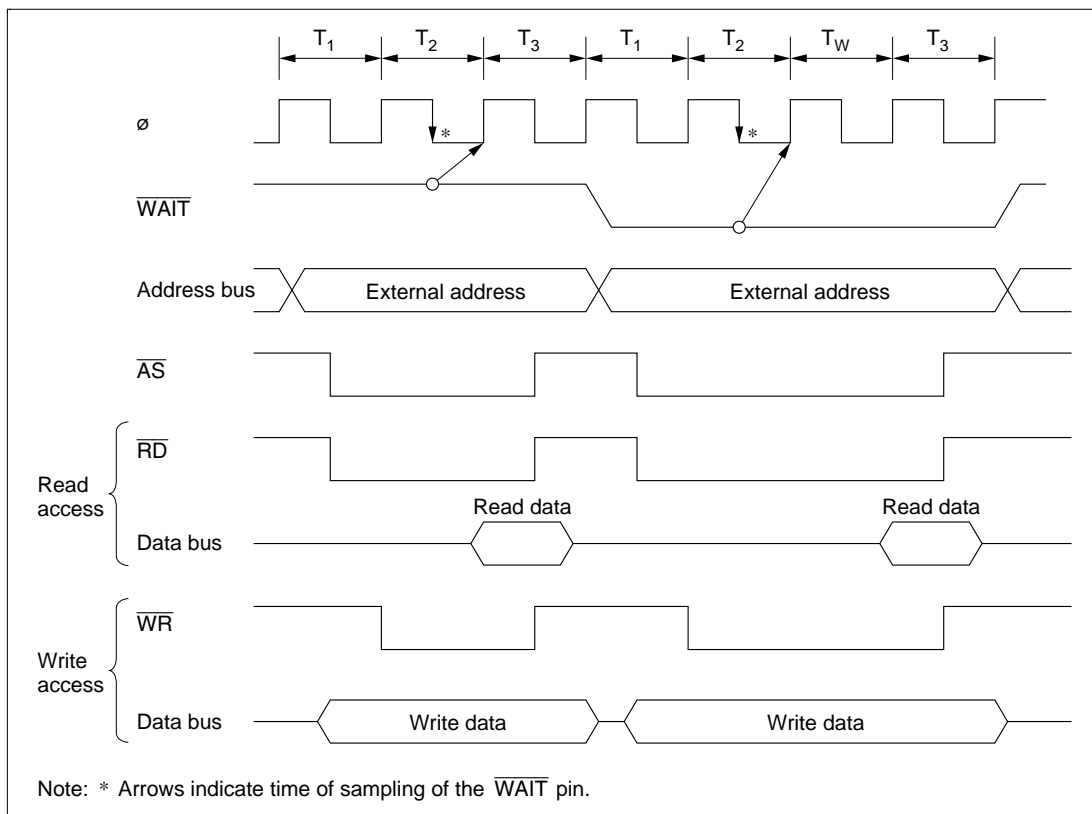 T1 T2 T3 T1 T2 TW T3
ø
* *
WAIT
Address bus External address External address
AS
Read access
RD
Read data Read data
Data bus
Write access
WR
Data bus Write data Write data
Note: * Arrows indicate time of sampling of the WAIT pin.